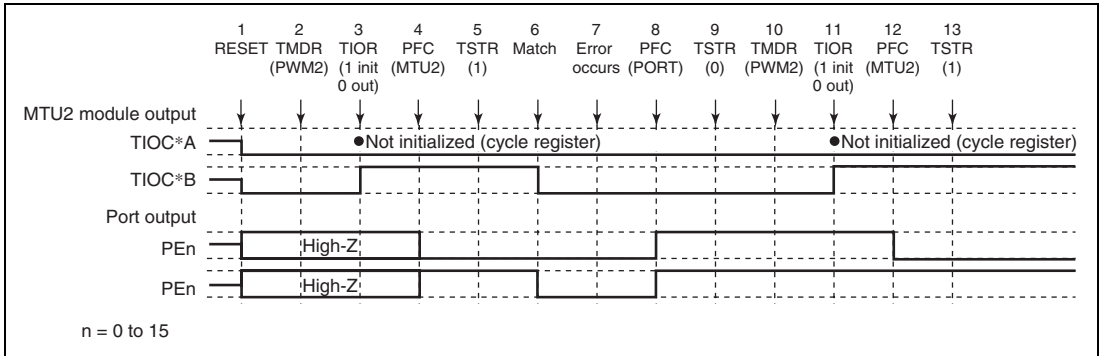 1 2 3 4 5 6 7 8 9 10 11 12 13
RESET TMDR TIOR PFC TSTR Match Error PFC TSTR TMDR TIOR PFC TSTR
(PWM2) (1 init (MTU2) (1) occurs (PORT) (0) (PWM2) (1 init (MTU2) (1)
0 out) 0 out)
MTU2 module output
TIOC*A ●Not initialized (cycle register) ●Not initialized (cycle register)
TIOC*B
Port output
PEn High-Z
PEn High-Z
n = 0 to 15